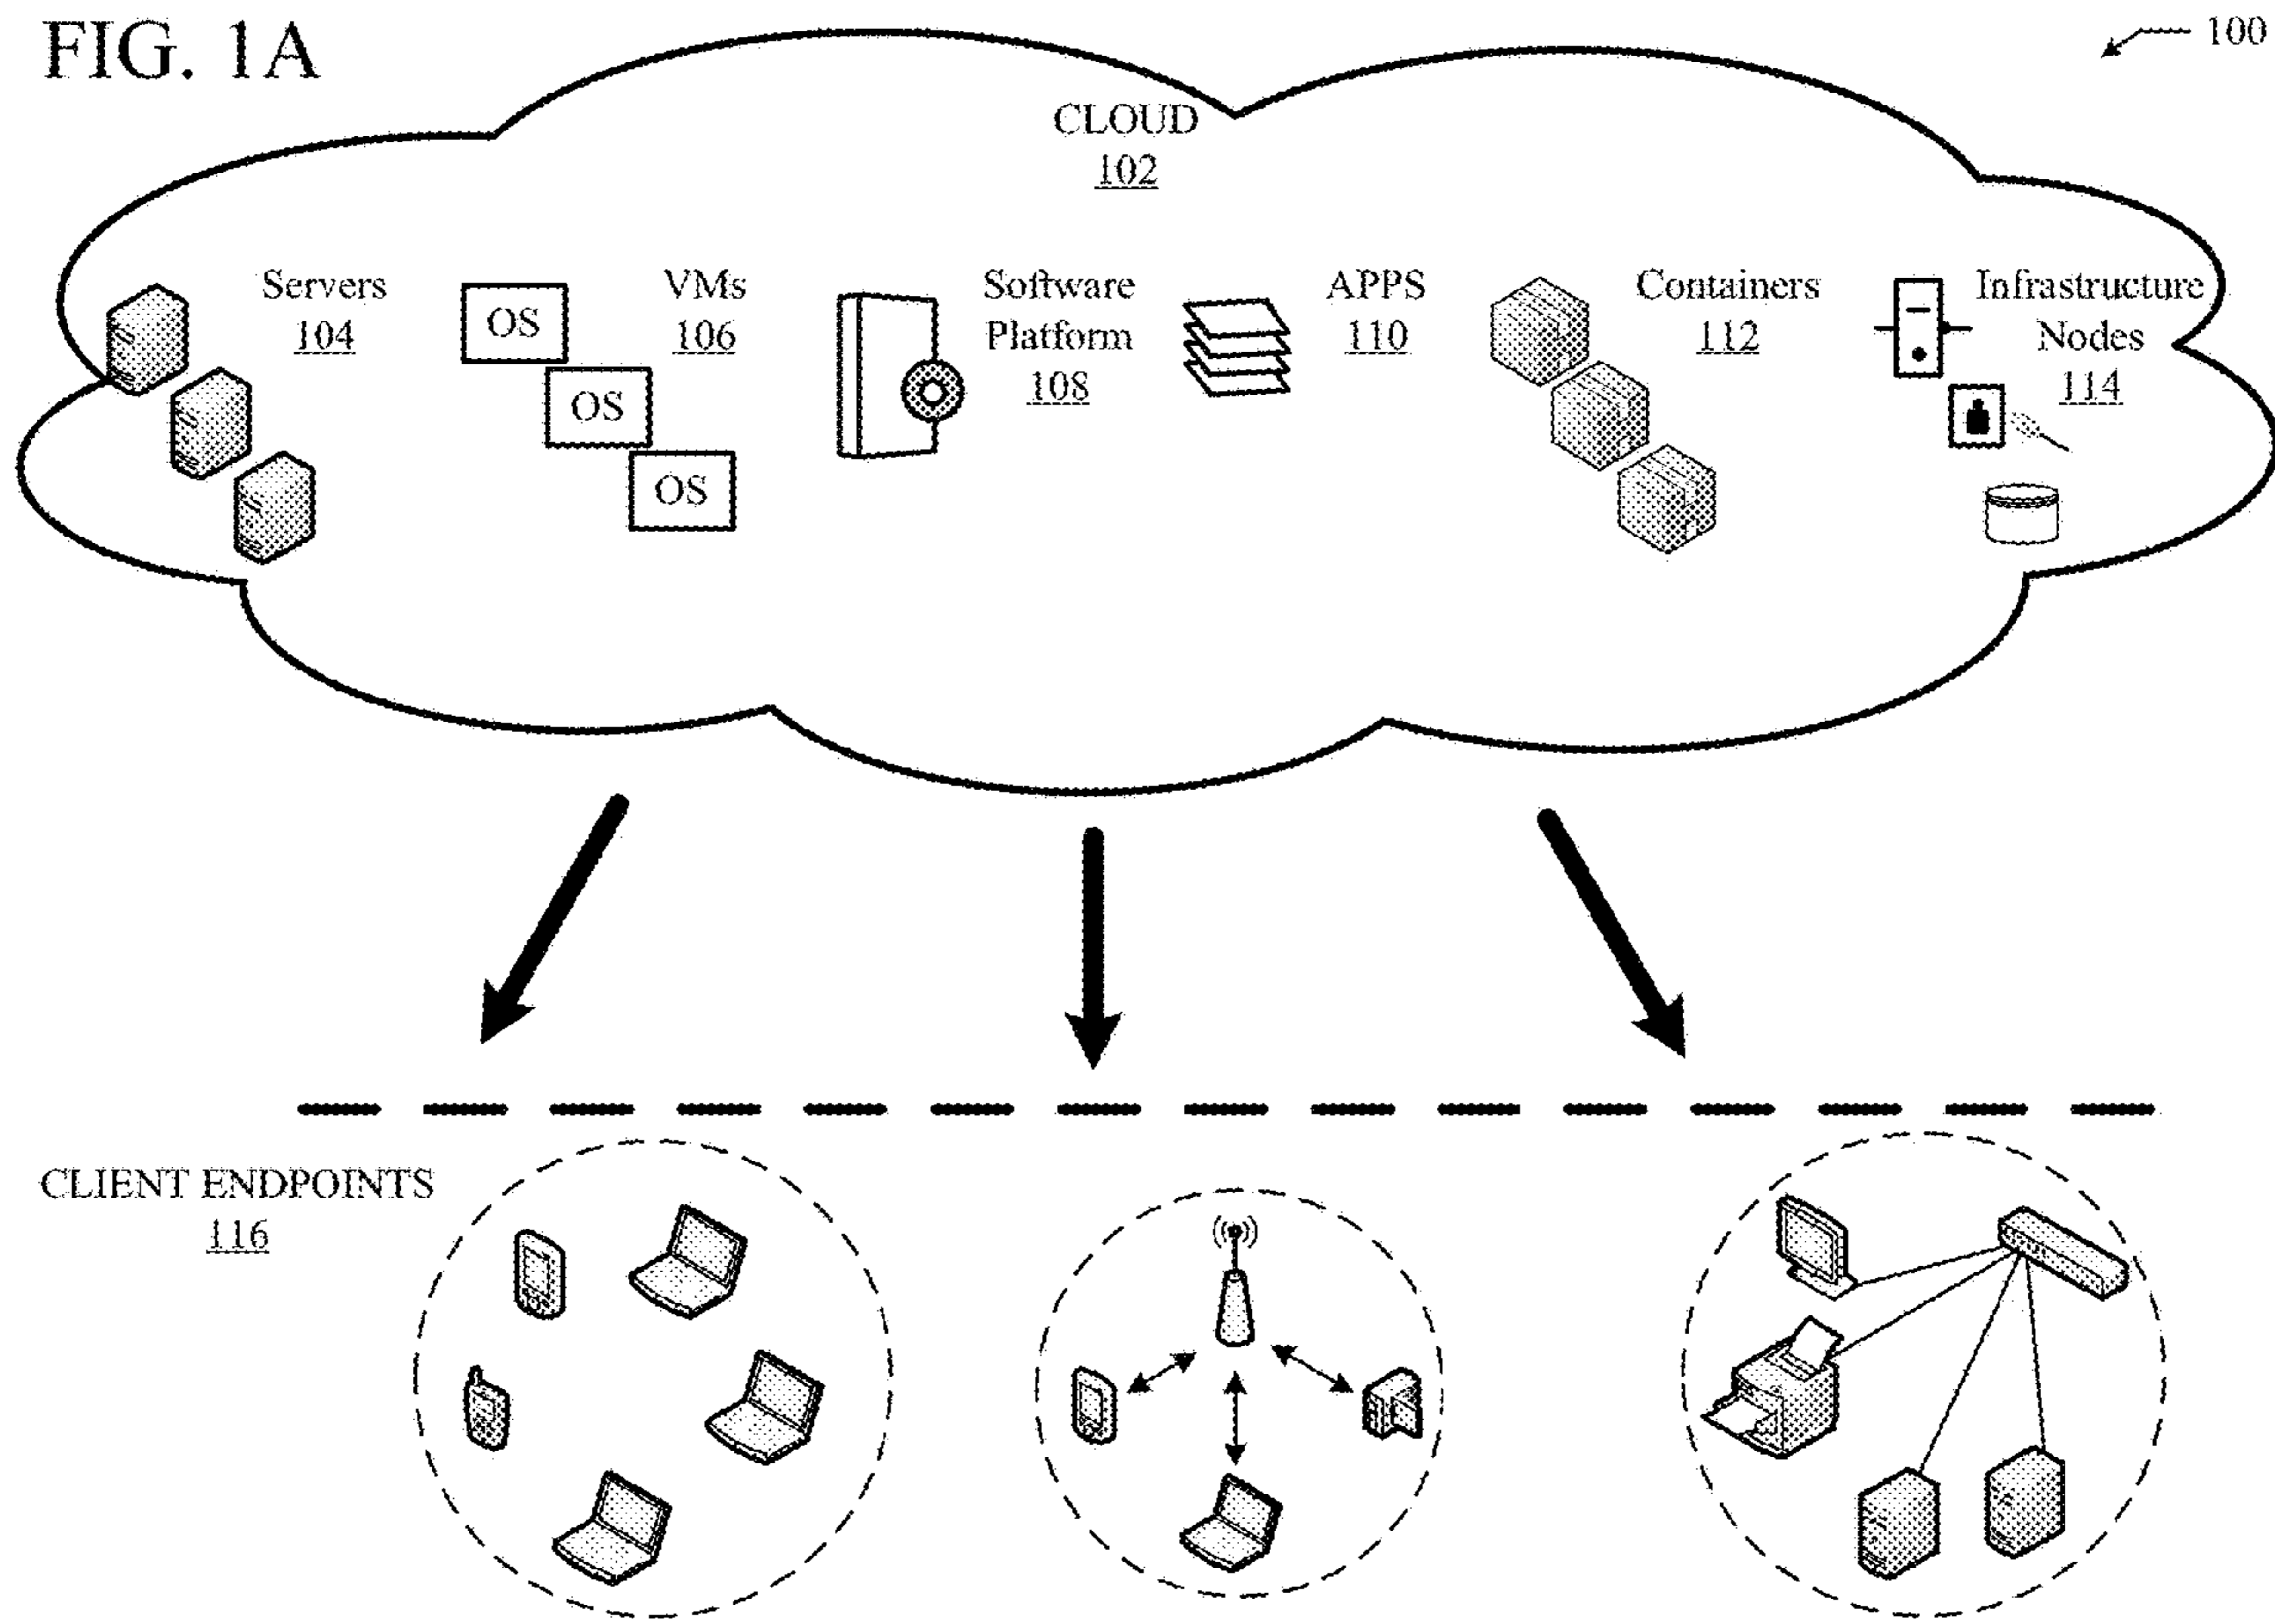 FIG. 1A
100
CLOUD
102
Servers
104
OS
OS
OS
VMs
106
Software
Platform
108
APPS
110
Containers
112
Infrastructure
Nodes
114
CLIENT ENDPOINTS
116